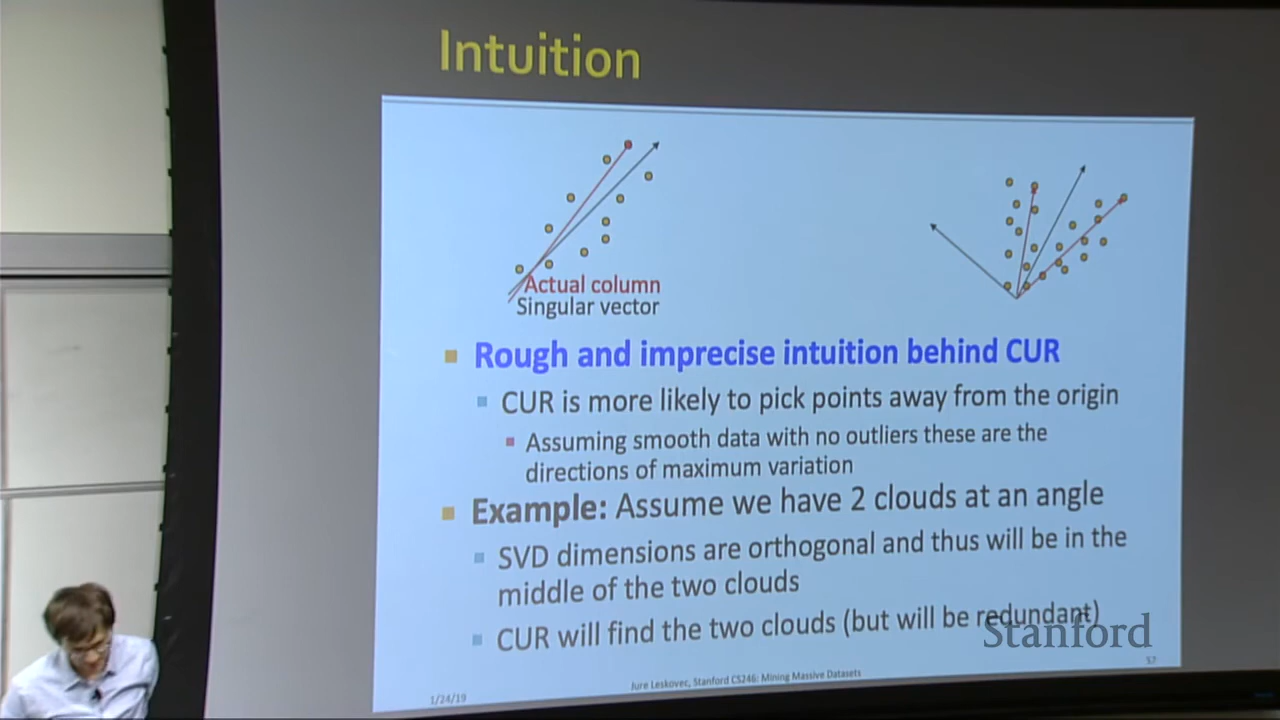 Intuition
Actual column
Singular vector
Rough and imprecise intuition behind CUR
CUR is more likely to pick points away from the origin
Assuming smooth data with no outliers these are the
directions of maximum variation
Example: Assume we have 2 clouds at an angle
SVD dimensions are orthogonal and thus will be in the
middle of the two clouds
CUR will find the two clouds (but will be redundant)
Stanford
1/24/19
Jure Leskovec, Stanford CS246: Mining Massive Datasets
57